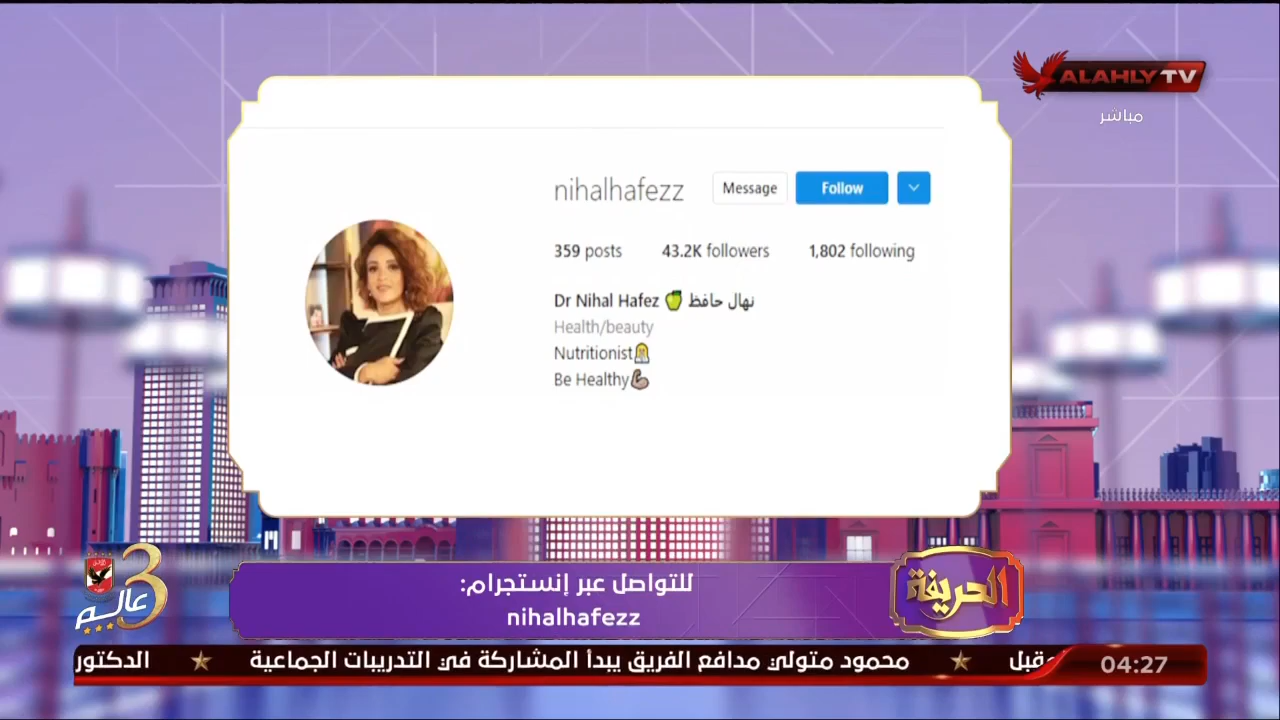 ALAHLY TV
مباشر
nihalhafezz Message Follow
359 posts 43.2K followers 1,802 following
Dr Nihal Hafez 🍏 نهال حافظ
Health/beauty
Nutritionist👩‍⚕️
Be Healthy💪🏽
3 عالم
للتواصل عبر إنستجرام:
nihalhafezz
الحريفة
وقبل ★ محمود متولي مدافع الفريق يبدأ المشاركة في التدريبات الجماعية ★ الدكتور
04:27